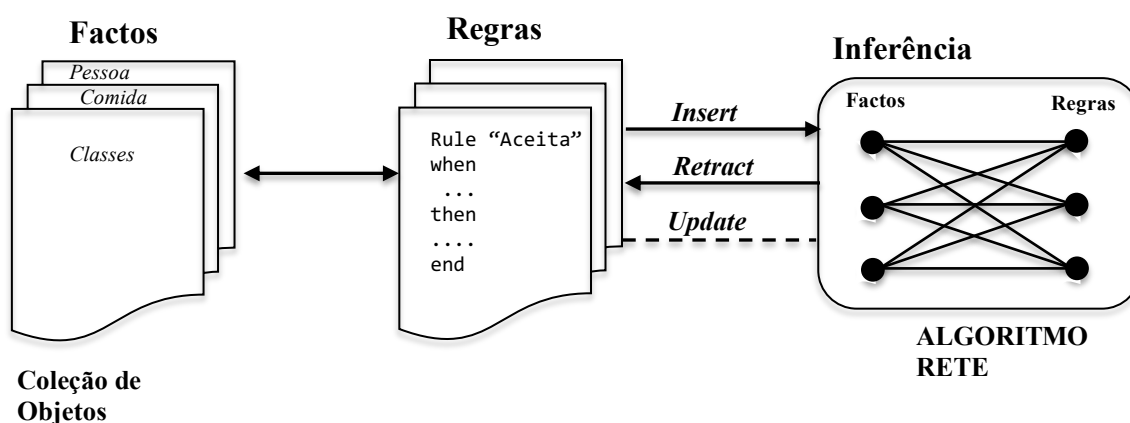 Factos
Pessoa
Comida
Classes
Coleção de
Objetos
Regras
Rule “Aceita”
when
...
then
....
end
Insert
Retract
Update
Inferência
Factos
Regras
ALGORITMO
RETE